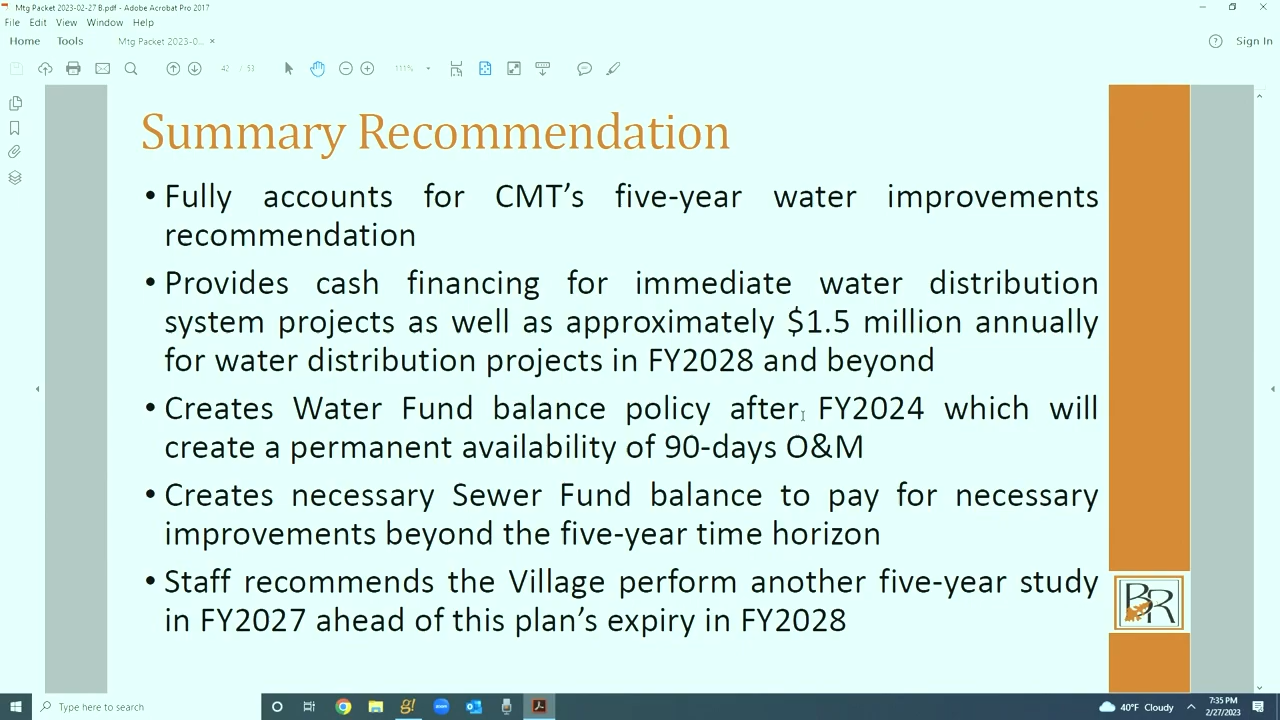 Mtg Packet 2023-02-27 B.pdf - Adobe Acrobat Pro 2017
File Edit View Window Help
Home Tools Mtg Packet 2023-0... ×
Sign In
42 / 53
111%
Summary Recommendation
• Fully accounts for CMT’s five-year water improvements
recommendation
• Provides cash financing for immediate water distribution
system projects as well as approximately $1.5 million annually
for water distribution projects in FY2028 and beyond
• Creates Water Fund balance policy after FY2024 which will
create a permanent availability of 90-days O&M
• Creates necessary Sewer Fund balance to pay for necessary
improvements beyond the five-year time horizon
• Staff recommends the Village perform another five-year study
in FY2027 ahead of this plan’s expiry in FY2028
BR
Type here to search
zoom
40°F Cloudy
7:35 PM
2/27/2023